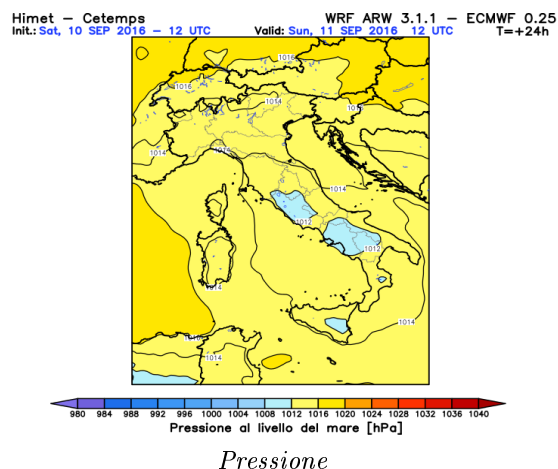 Himet – Cetemps WRF ARW 3.1.1 – ECMWF 0.25
Init.: Sat, 10 SEP 2016 – 12 UTC Valid: Sun, 11 SEP 2016 12 UTC T=+24h
1016
1016
1014
1014
1014
1014
1012
1012
1014
1014
1014
980 984 988 992 996 1000 1004 1008 1012 1016 1020 1024 1028 1032 1036 1040
Pressione al livello del mare [hPa]
Pressione